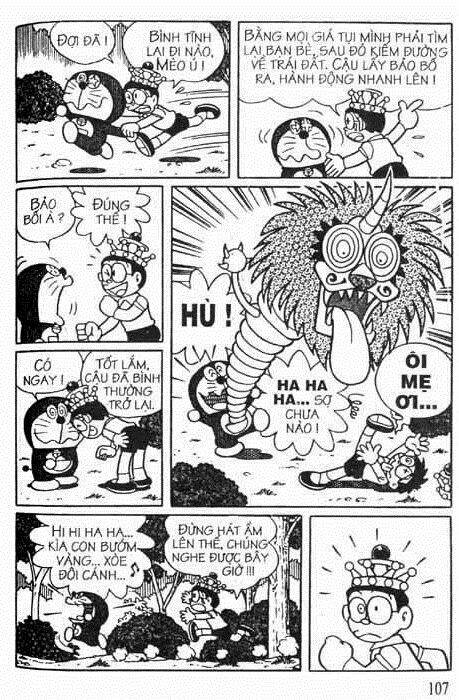 ĐỢI ĐÃ !
BÌNH TĨNH
LẠI ĐI NÀO,
MÈO Ú !
BẰNG MỌI GIÁ TỤI MÌNH PHẢI TÌM
LẠI BẠN BÈ, SAU ĐÓ KIẾM ĐƯỜNG
VỀ TRÁI ĐẤT. CẬU LẤY BẢO BỐI
RA, HÀNH ĐỘNG NHANH LÊN !
BẢO
BỐI À ?
ĐÚNG
THẾ !
HÙ !
HA HA
HA... SỢ
CHƯA
NÀO !
ÔI
MẸ
ƠI...
CÓ
NGAY !
TỐT LẮM,
CẬU ĐÃ BÌNH
THƯỜNG
TRỞ LẠI.
HI HI HA HA...
KÌA CON BƯỚM
VÀNG... XÒE
ĐÔI CÁNH...
ĐỪNG HÁT ẦM
LÊN THẾ, CHÚNG
NGHE ĐƯỢC BÂY
GIỜ !!!
107